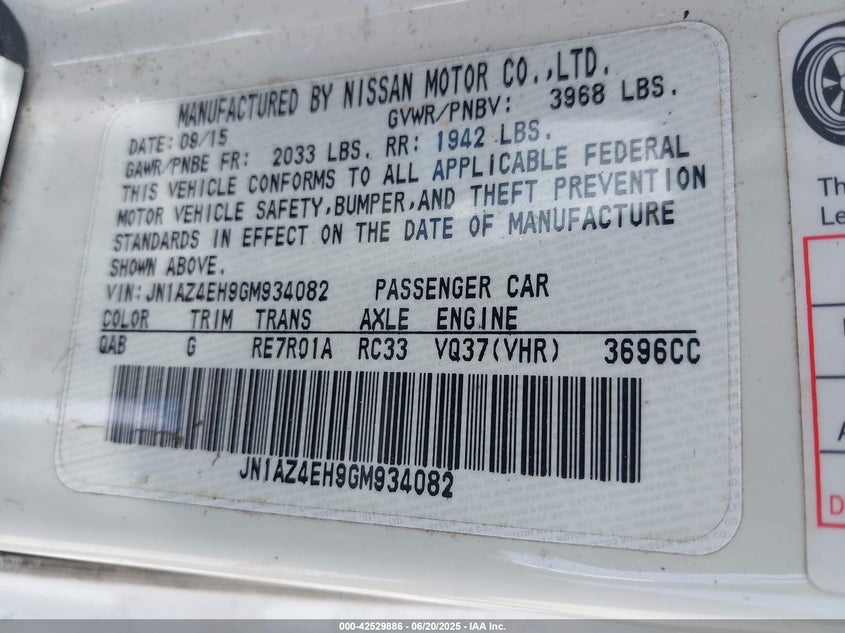 MANUFACTURED BY NISSAN MOTOR CO.,LTD.
DATE: 09/15 GVWR/PNBV: 3968 LBS.
GAWR/PNBE FR: 2033 LBS. RR: 1942 LBS.
THIS VEHICLE CONFORMS TO ALL APPLICABLE FEDERAL
MOTOR VEHICLE SAFETY,BUMPER,AND THEFT PREVENTION
STANDARDS IN EFFECT ON THE DATE OF MANUFACTURE
SHOWN ABOVE.
VIN: JN1AZ4EH9GM934082 PASSENGER CAR
COLOR TRIM TRANS AXLE ENGINE
QAB G RE7R01A RC33 VQ37(VHR) 3696CC
JN1AZ4EH9GM934082
000-42529886 - 06/20/2025 - IAA Inc.